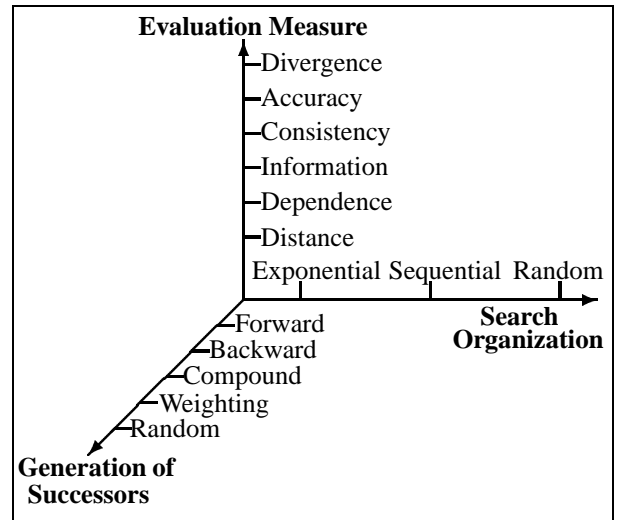 Evaluation Measure
Divergence
Accuracy
Consistency
Information
Dependence
Distance
Exponential Sequential Random
Search
Organization
Forward
Backward
Compound
Weighting
Random
Generation of
Successors